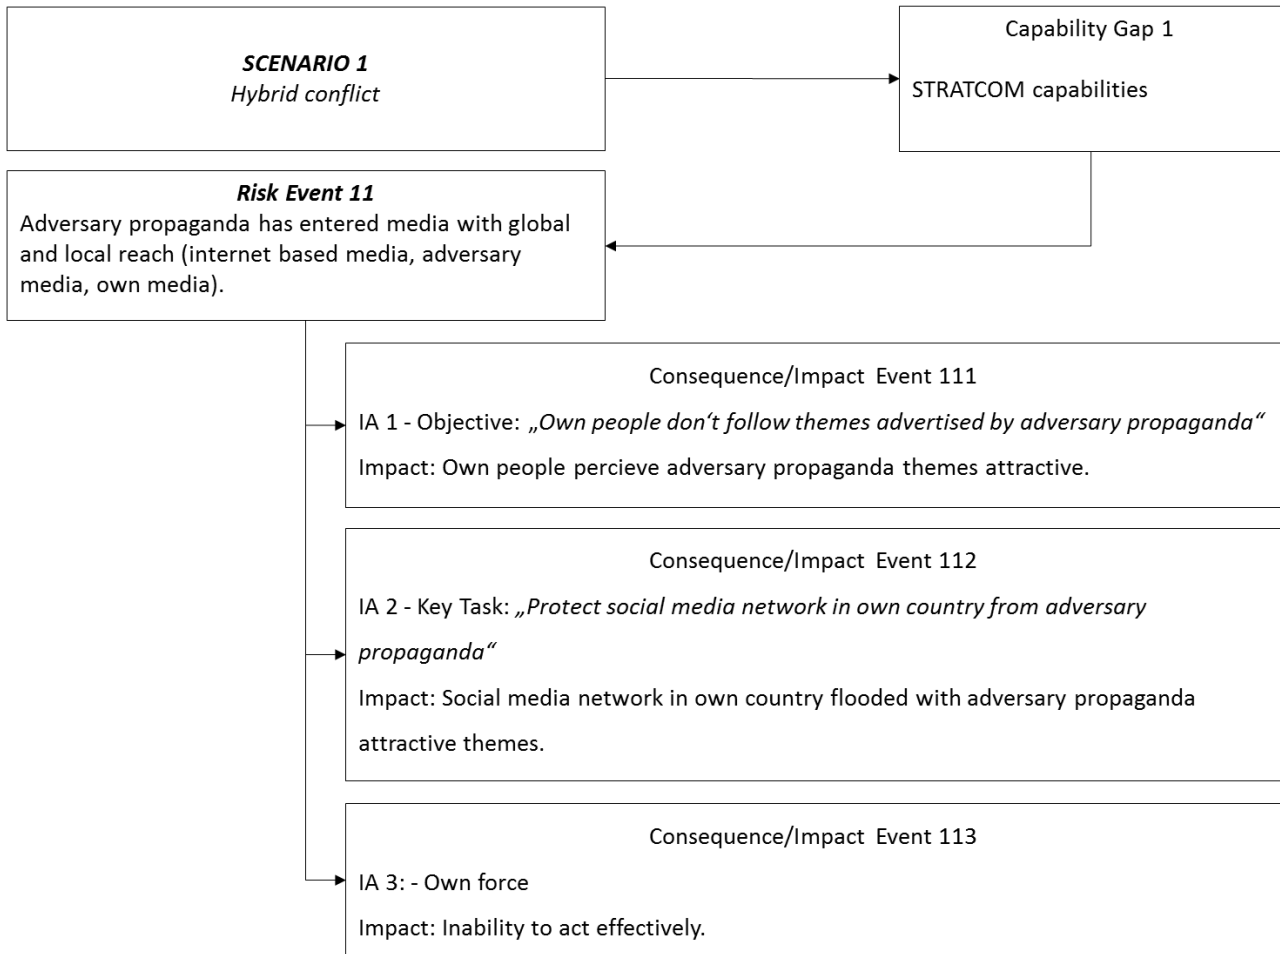 SCENARIO 1
Hybrid conflict
Capability Gap 1
STRATCOM capabilities
Risk Event 11
Adversary propaganda has entered media with global
and local reach (internet based media, adversary
media, own media).
Consequence/Impact Event 111
IA 1 - Objective: „Own people don‘t follow themes advertised by adversary propaganda“
Impact: Own people percieve adversary propaganda themes attractive.
Consequence/Impact Event 112
IA 2 - Key Task: „Protect social media network in own country from adversary
propaganda“
Impact: Social media network in own country flooded with adversary propaganda
attractive themes.
Consequence/Impact Event 113
IA 3: - Own force
Impact: Inability to act effectively.